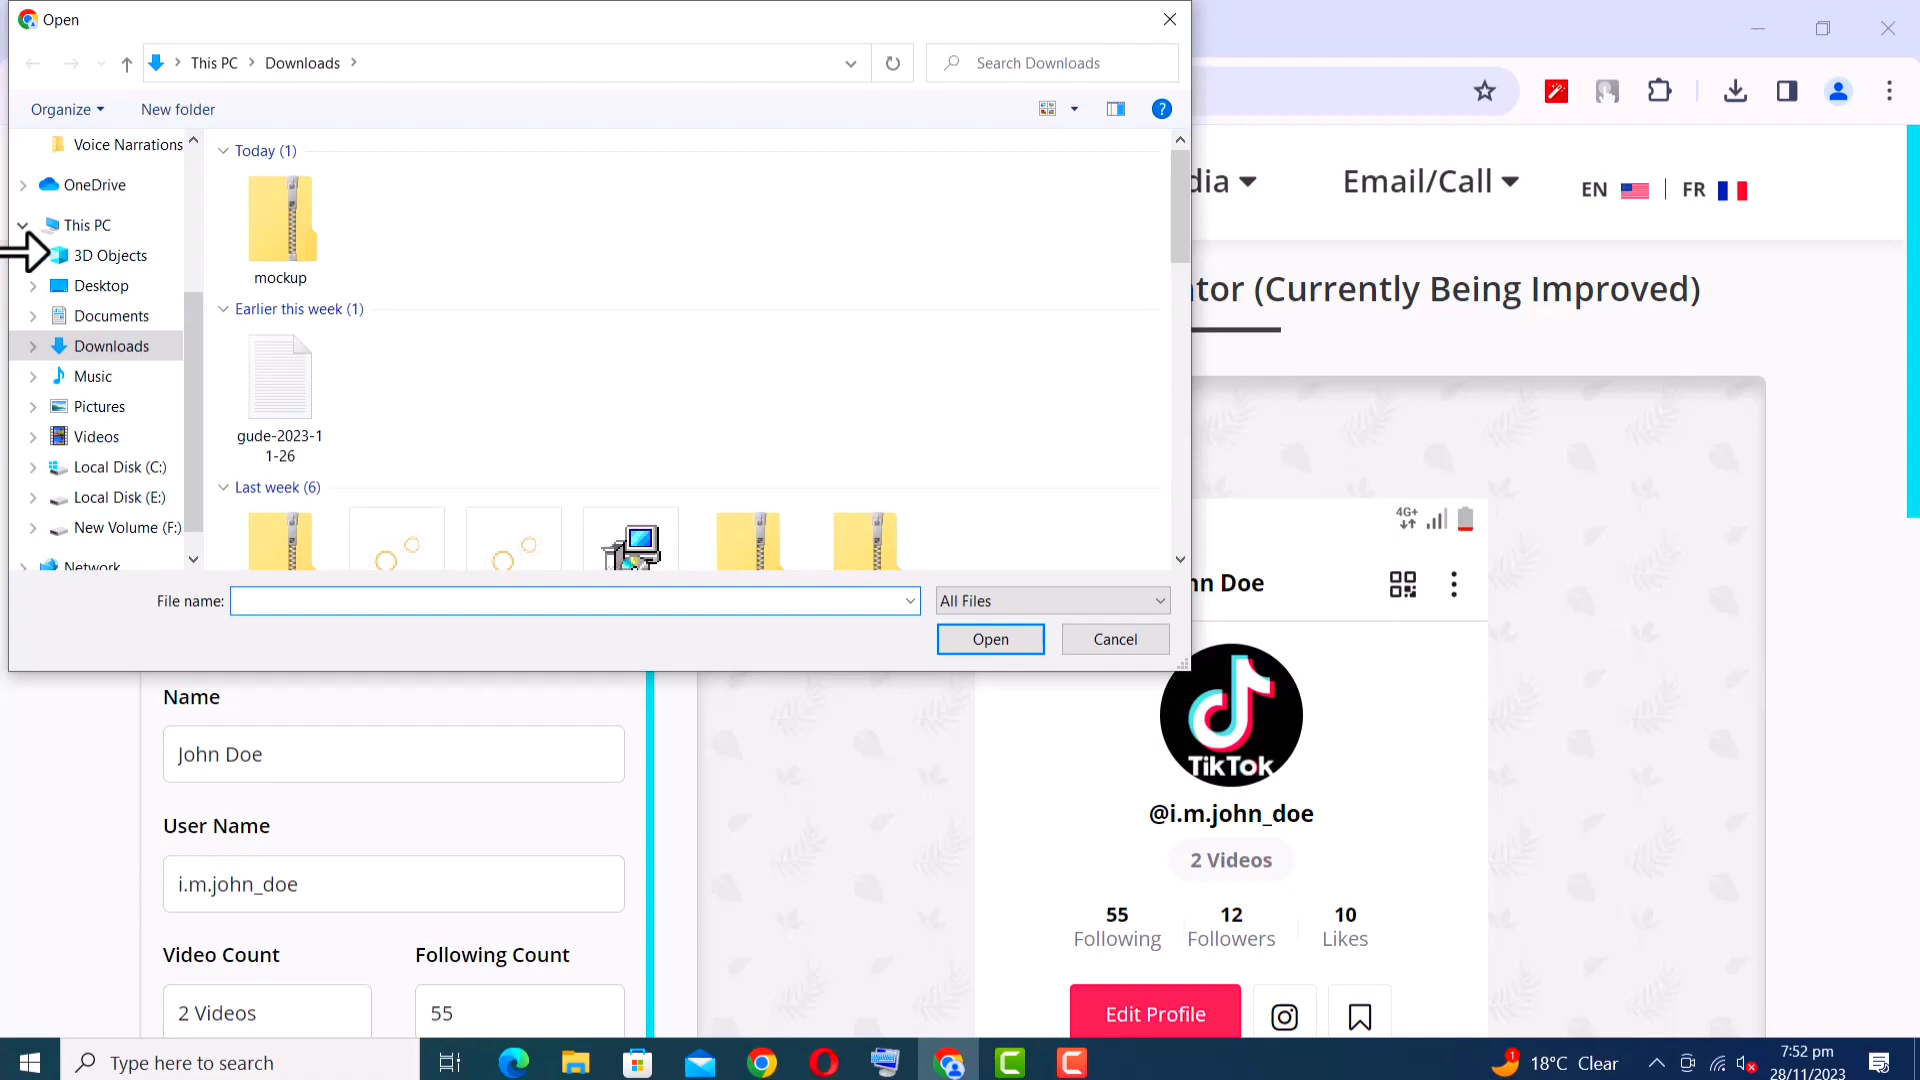 Open
This PC
Downloads
Search Downloads
Organize
New folder
Voice Narrations
OneDrive
This PC
3D Objects
Desktop
Documents
Downloads
Music
Pictures
Videos
Local Disk (C:)
Local Disk (E:)
New Volume (F:)
Network
Today (1)
mockup
Earlier this week (1)
gude-2023-1
1-26
Last week (6)
File name:
All Files
Open
Cancel
dia
Email/Call
EN
FR
tor (Currently Being Improved)
4G+
hn Doe
TikTok
@i.m.john_doe
2 Videos
55
Following
12
Followers
10
Likes
Edit Profile
Name
John Doe
User Name
i.m.john_doe
Video Count
Following Count
2 Videos
55
Type here to search
1
18°C Clear
7:52 pm
28/11/2023